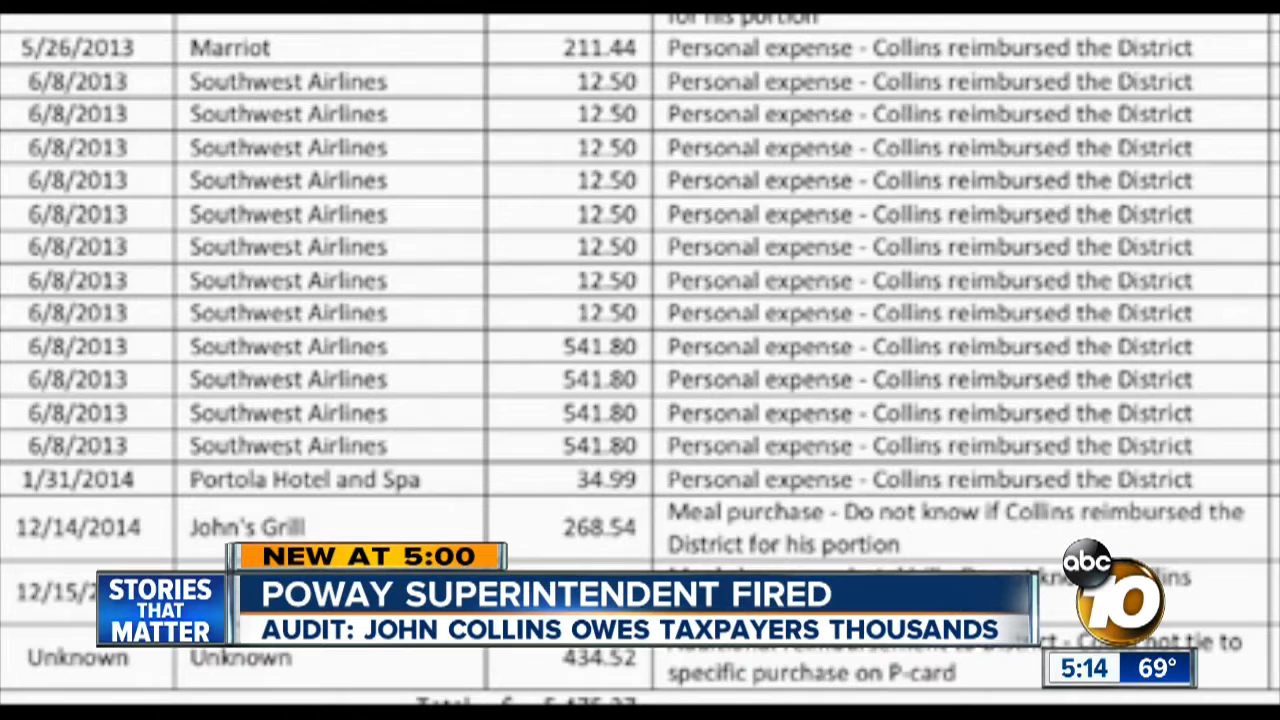 for his portion
5/26/2013 Marriot 211.44 Personal expense - Collins reimbursed the District
6/8/2013 Southwest Airlines 12.50 Personal expense - Collins reimbursed the District
6/8/2013 Southwest Airlines 12.50 Personal expense - Collins reimbursed the District
6/8/2013 Southwest Airlines 12.50 Personal expense - Collins reimbursed the District
6/8/2013 Southwest Airlines 12.50 Personal expense - Collins reimbursed the District
6/8/2013 Southwest Airlines 12.50 Personal expense - Collins reimbursed the District
6/8/2013 Southwest Airlines 12.50 Personal expense - Collins reimbursed the District
6/8/2013 Southwest Airlines 12.50 Personal expense - Collins reimbursed the District
6/8/2013 Southwest Airlines 12.50 Personal expense - Collins reimbursed the District
6/8/2013 Southwest Airlines 541.80 Personal expense - Collins reimbursed the District
6/8/2013 Southwest Airlines 541.80 Personal expense - Collins reimbursed the District
6/8/2013 Southwest Airlines 541.80 Personal expense - Collins reimbursed the District
6/8/2013 Southwest Airlines 541.80 Personal expense - Collins reimbursed the District
1/31/2014 Portola Hotel and Spa 34.99 Personal expense - Collins reimbursed the District
12/14/2014 John's Grill 268.54 Meal purchase - Do not know if Collins reimbursed the
District for his portion
Unknown Unknown 434.52
specific purchase on P-card
Total
NEW AT 5:00
STORIES
THAT
MATTER
POWAY SUPERINTENDENT FIRED
AUDIT: JOHN COLLINS OWES TAXPAYERS THOUSANDS
abc
10
5:14 69°